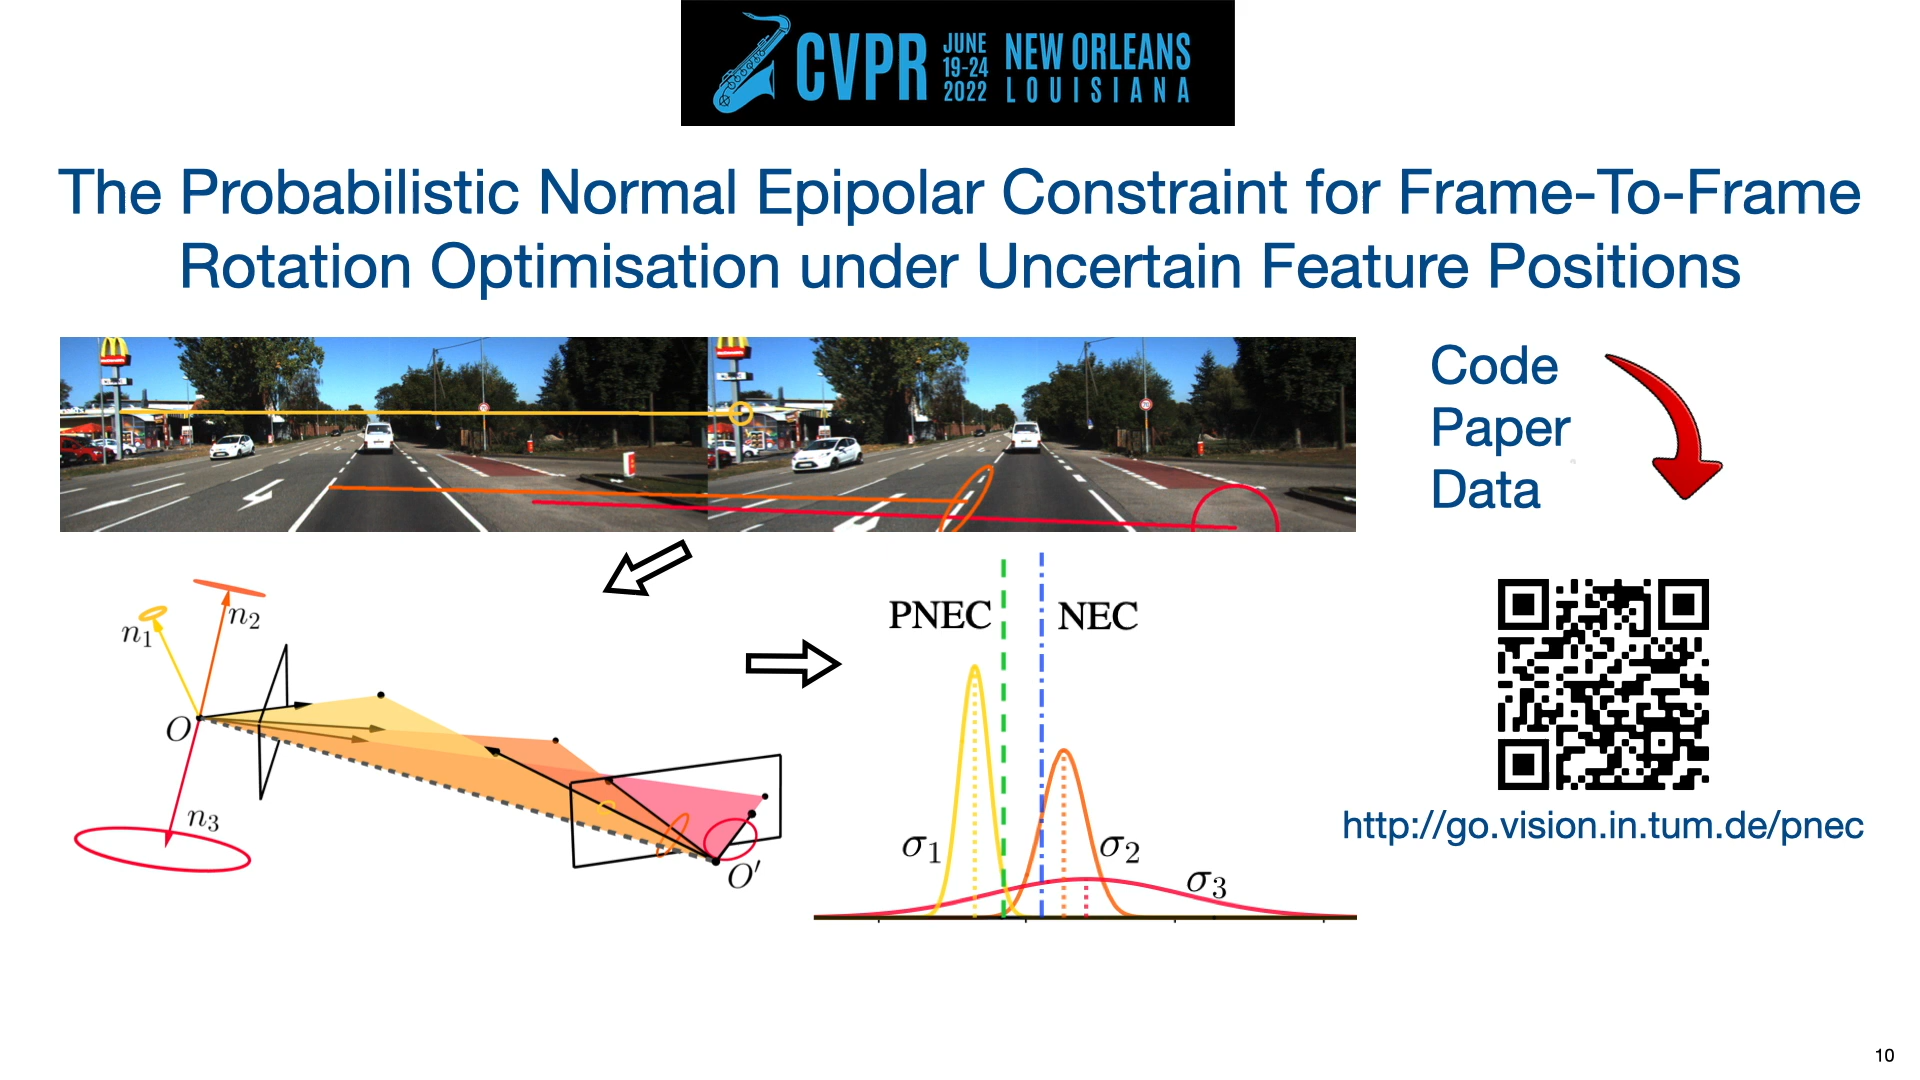 CVPR
JUNE
19-24
2022
NEW ORLEANS
LOUISIANA
The Probabilistic Normal Epipolar Constraint for Frame-To-Frame
Rotation Optimisation under Uncertain Feature Positions
Code
Paper
Data
n₁
n₂
O
n₃
O′
PNEC
NEC
σ₁
σ₂
σ₃
http://go.vision.in.tum.de/pnec
10